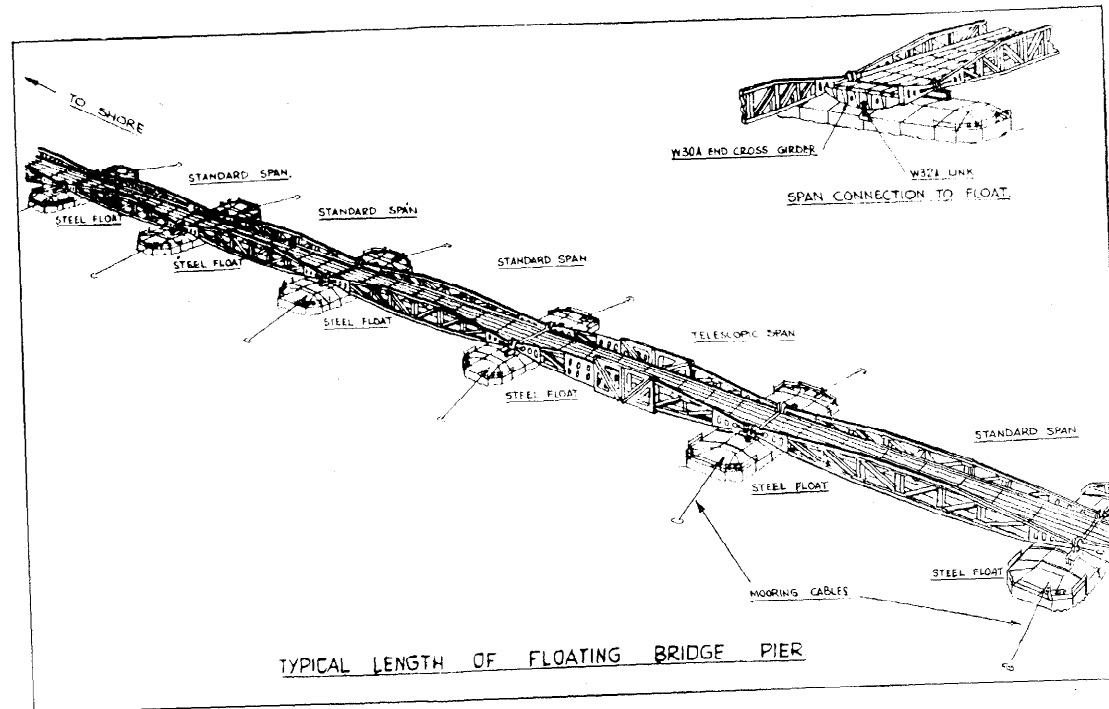 TO SHORE
W30A END CROSS GIRDER
W32A LINK
SPAN CONNECTION TO FLOAT.
STANDARD SPAN.
STEEL FLOAT
STANDARD SPAN
STEEL FLOAT
STANDARD SPAN
STEEL FLOAT
TELESCOPIC SPAN
STEEL FLOAT
STANDARD SPAN
STEEL FLOAT
STEEL FLOAT
MOORING CABLES
TYPICAL LENGTH OF FLOATING BRIDGE PIER